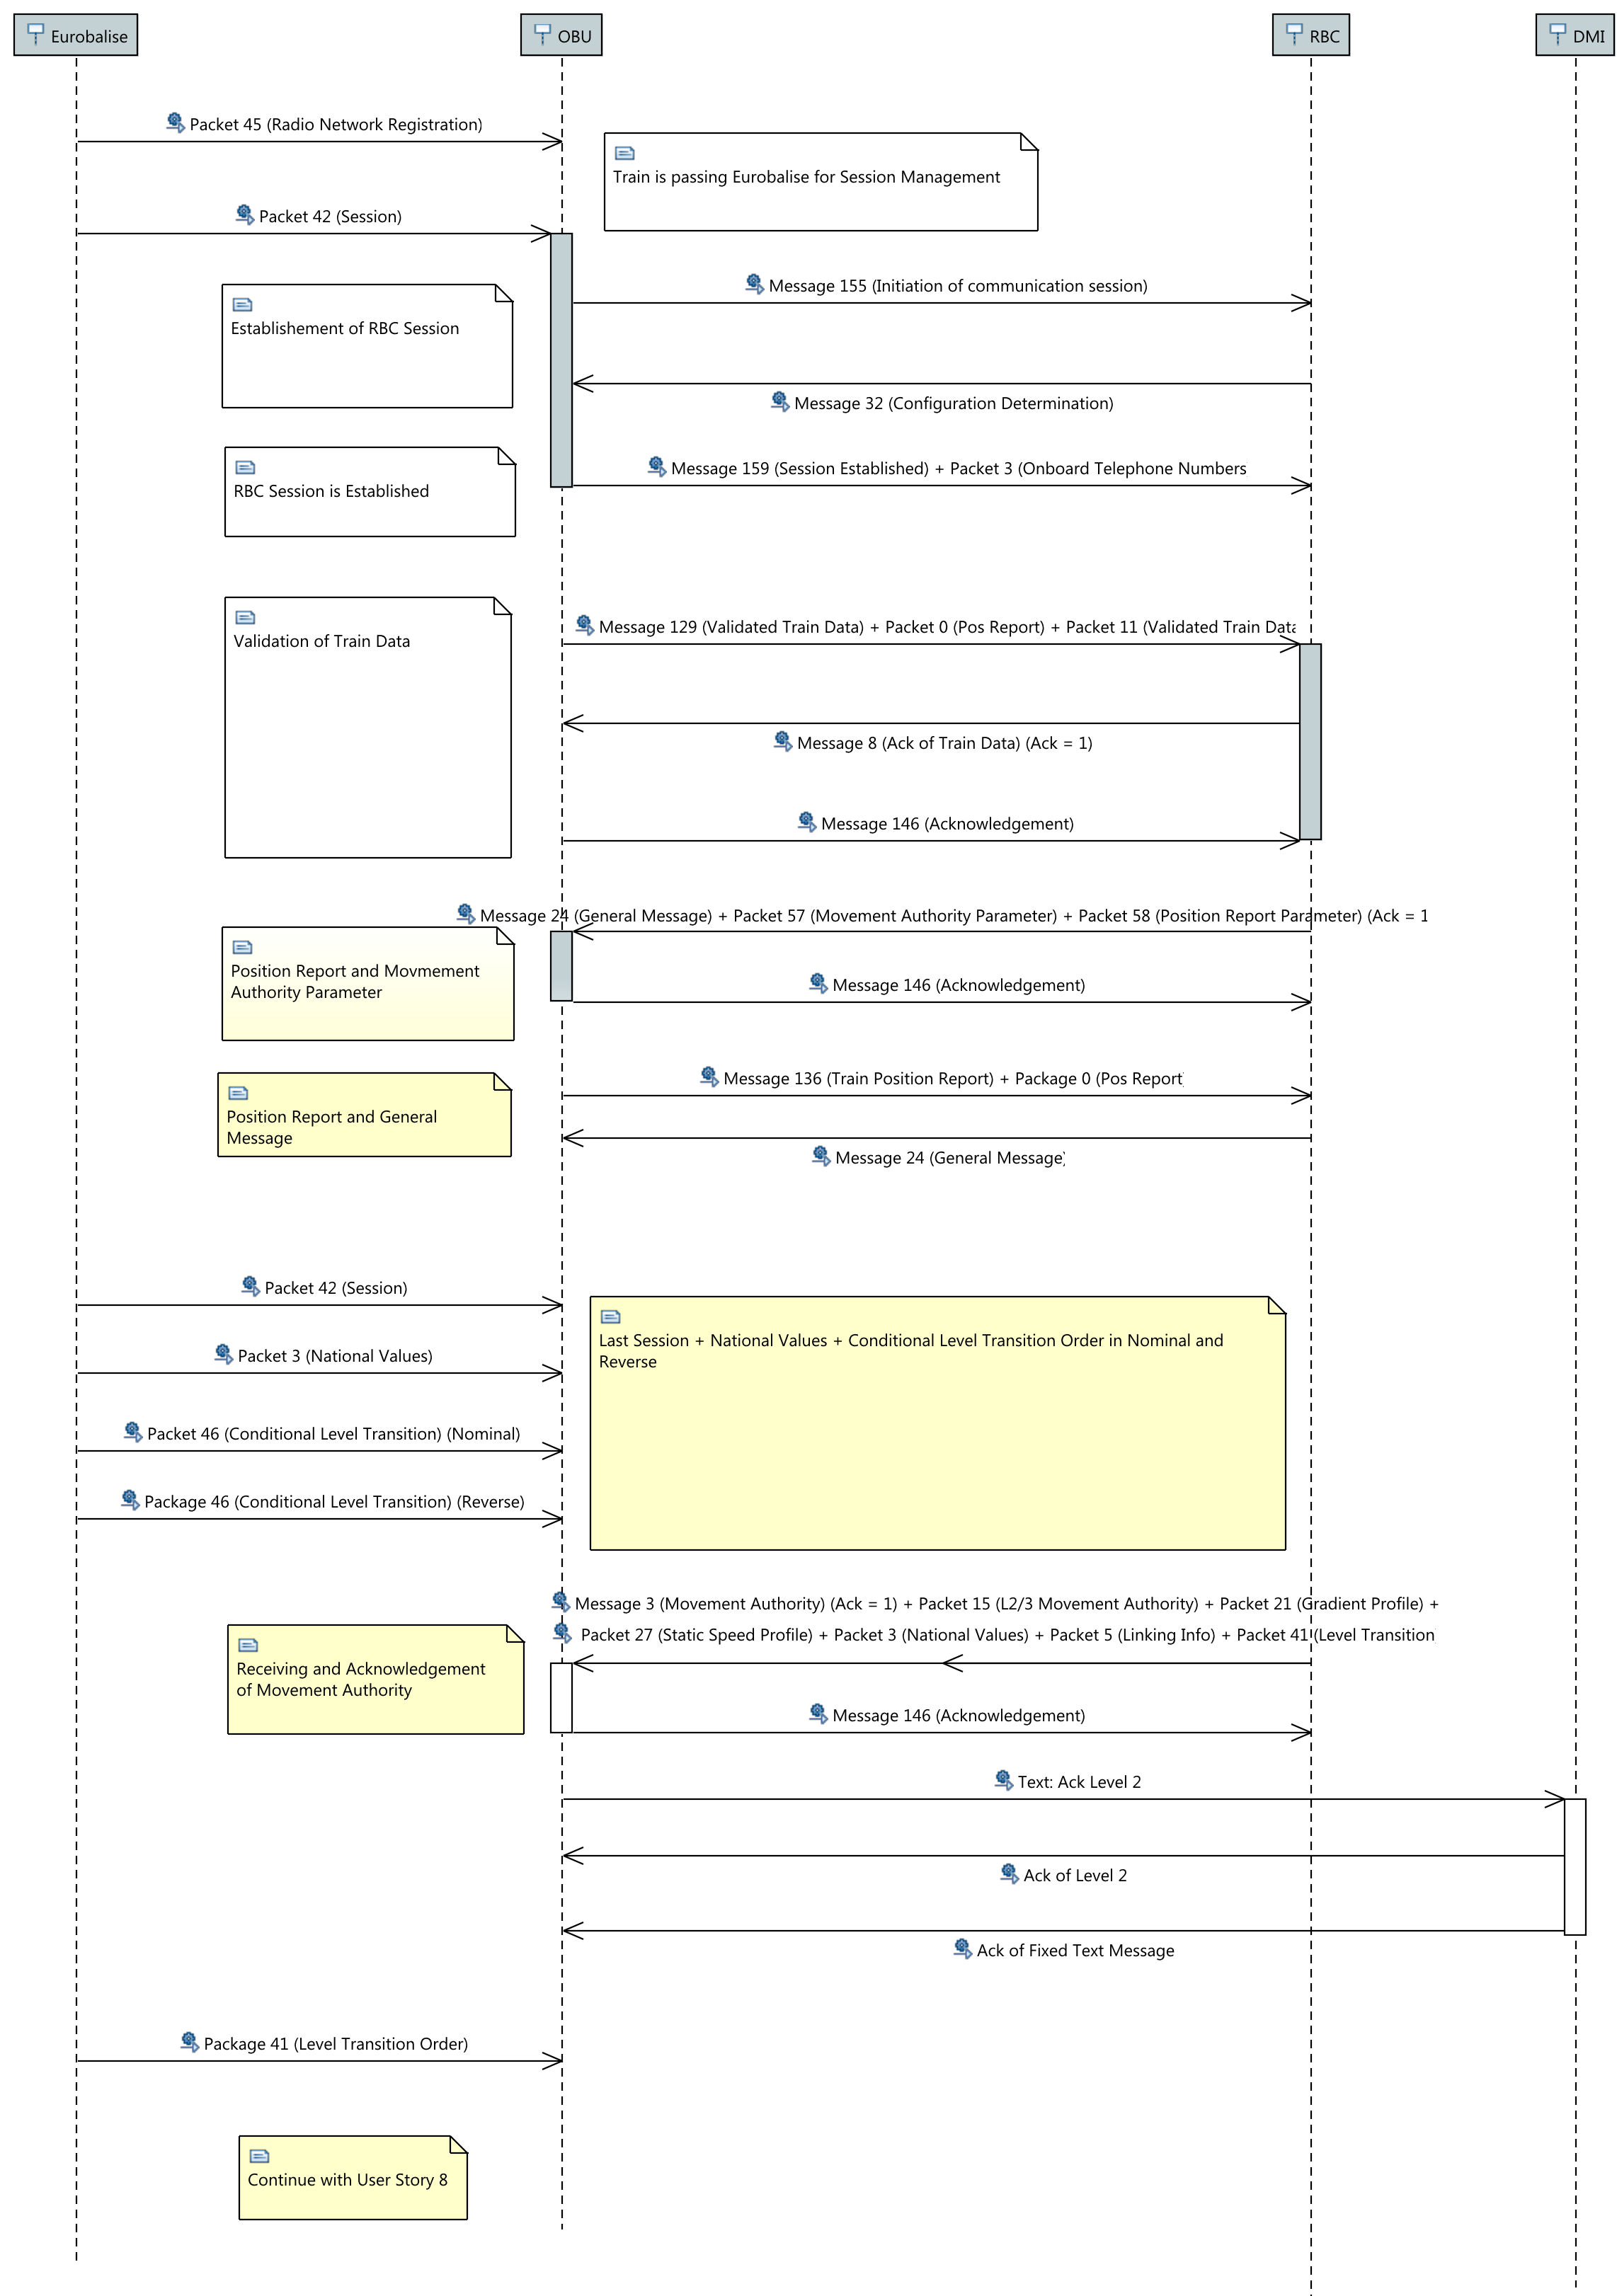 Eurobalise
OBU
RBC
DMI
Packet 45 (Radio Network Registration)
Train is passing Eurobalise for Session Management
Packet 42 (Session)
Message 155 (Initiation of communication session)
Establishement of RBC Session
Message 32 (Configuration Determination)
Message 159 (Session Established) + Packet 3 (Onboard Telephone Numbers
RBC Session is Established
Message 129 (Validated Train Data) + Packet 0 (Pos Report) + Packet 11 (Validated Train Data
Validation of Train Data
Message 8 (Ack of Train Data) (Ack = 1)
Message 146 (Acknowledgement)
Message 24 (General Message) + Packet 57 (Movement Authority Parameter) + Packet 58 (Position Report Parameter) (Ack = 1
Position Report and Movmement
Authority Parameter
Message 146 (Acknowledgement)
Message 136 (Train Position Report) + Package 0 (Pos Report)
Position Report and General
Message
Message 24 (General Message)
Packet 42 (Session)
Last Session + National Values + Conditional Level Transition Order in Nominal and
Reverse
Packet 3 (National Values)
Packet 46 (Conditional Level Transition) (Nominal)
Package 46 (Conditional Level Transition) (Reverse)
Message 3 (Movement Authority) (Ack = 1) + Packet 15 (L2/3 Movement Authority) + Packet 21 (Gradient Profile) +
Packet 27 (Static Speed Profile) + Packet 3 (National Values) + Packet 5 (Linking Info) + Packet 41 (Level Transition
Receiving and Acknowledgement
of Movement Authority
Message 146 (Acknowledgement)
Text: Ack Level 2
Ack of Level 2
Ack of Fixed Text Message
Package 41 (Level Transition Order)
Continue with User Story 8